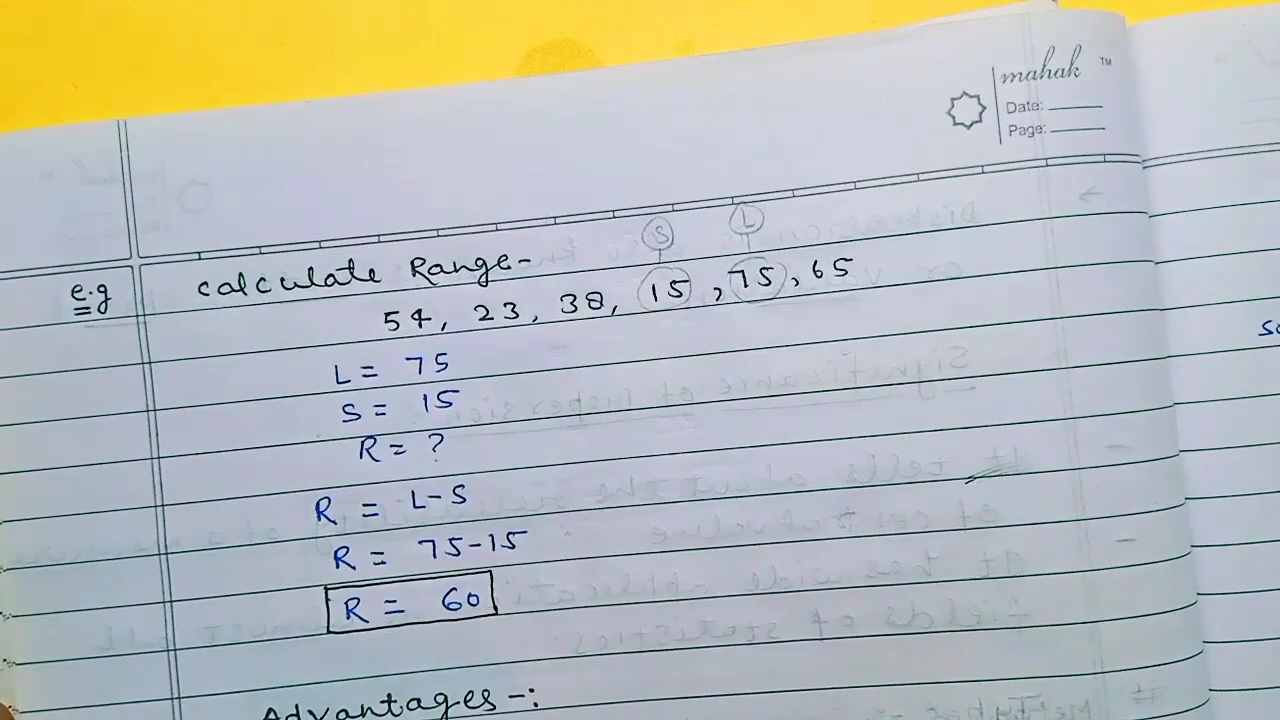 mahak TM
Date:
Page:
S L
e.g Calculate Range-
54, 23, 38, 15, 75, 65
L = 75
S = 15
R = ?
R = L-S
R = 75-15
R = 60
Advantages-: